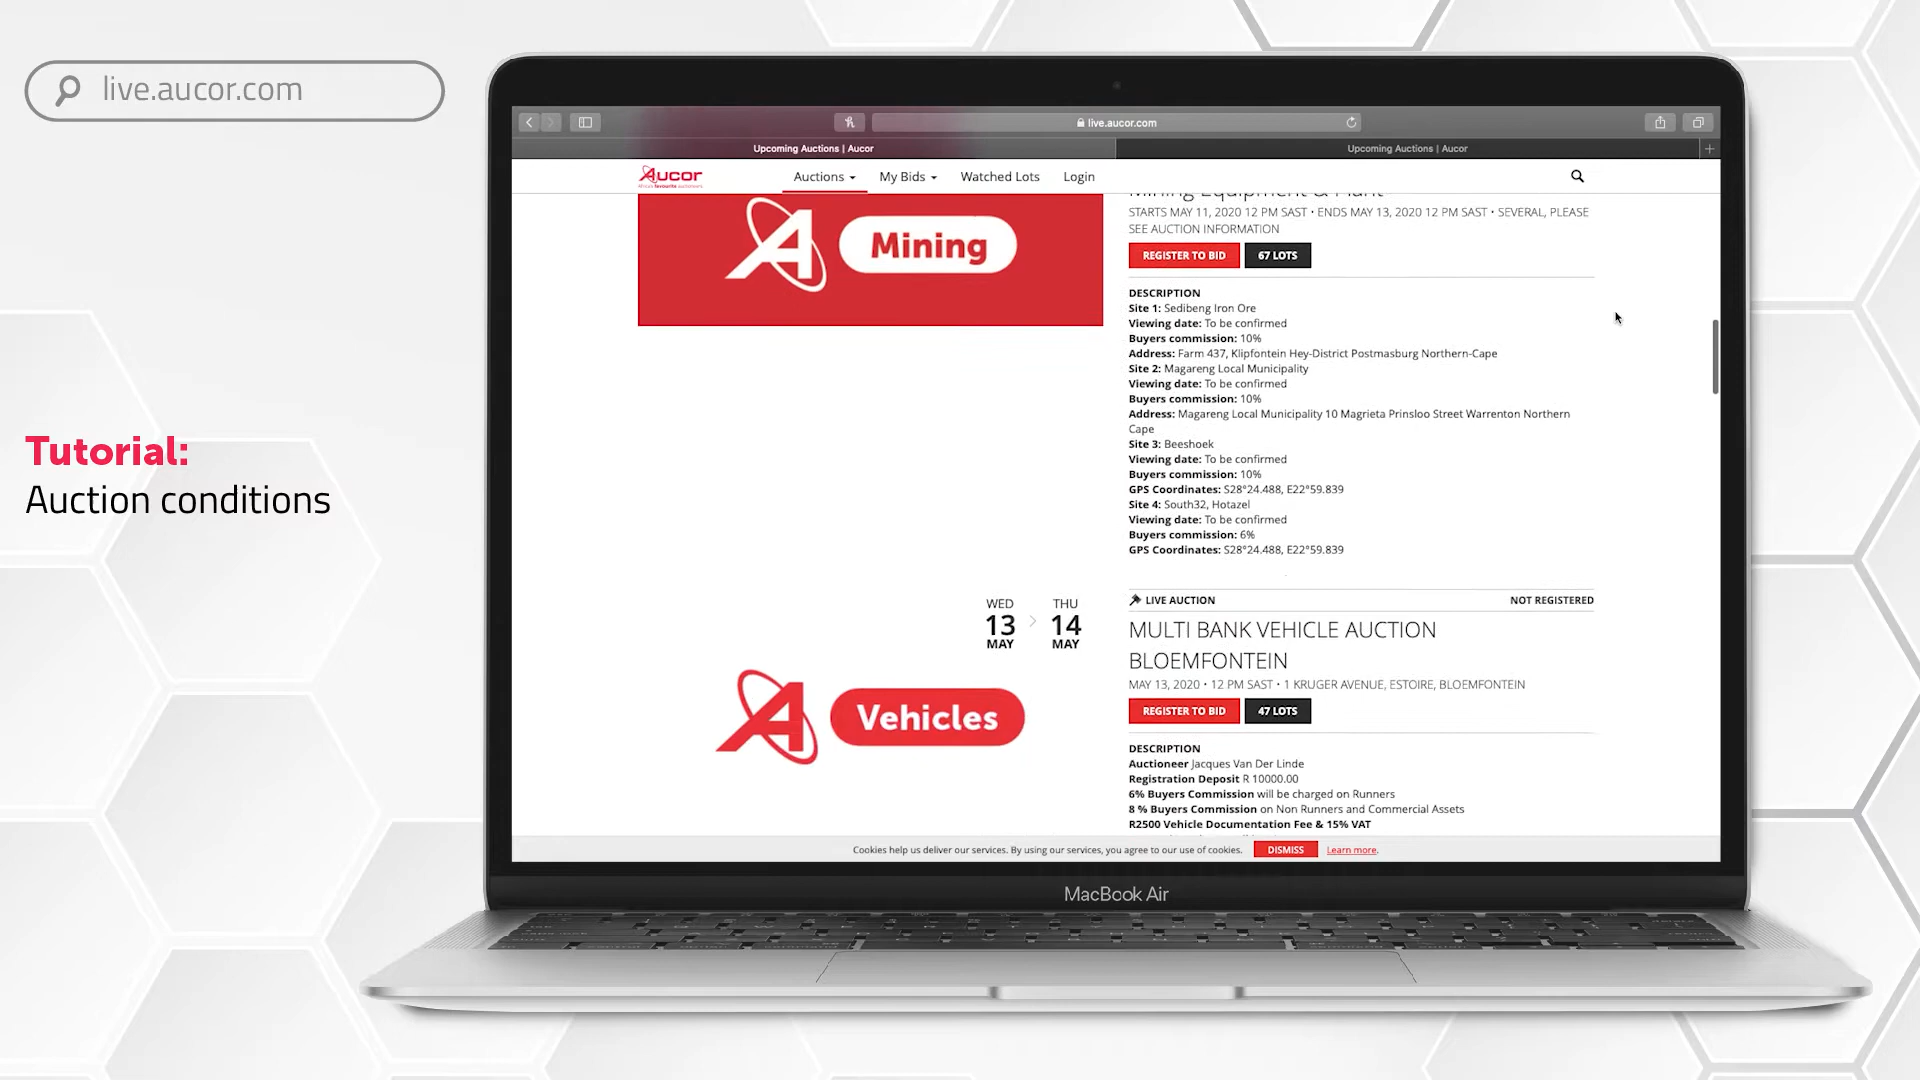 live.aucor.com
Tutorial:
Auction conditions
live.aucor.com
Upcoming Auctions | Aucor
Upcoming Auctions | Aucor
Aucor
Auctions
My Bids
Watched Lots
Login
Mining
Mining Equipment & Plant
STARTS MAY 11, 2020 12 PM SAST • ENDS MAY 13, 2020 12 PM SAST • SEVERAL, PLEASE
SEE AUCTION INFORMATION
REGISTER TO BID
67 LOTS
DESCRIPTION
Site 1: Sedibeng Iron Ore
Viewing date: To be confirmed
Buyers commission: 10%
Address: Farm 437, Klipfontein Hey-District Postmasburg Northern-Cape
Site 2: Magareng Local Municipality
Viewing date: To be confirmed
Buyers commission: 10%
Address: Magareng Local Municipality 10 Magrieta Prinsloo Street Warrenton Northern
Cape
Site 3: Beeshoek
Viewing date: To be confirmed
Buyers commission: 10%
GPS Coordinates: S28°24.488, E22°59.839
Site 4: South32, Hotazel
Viewing date: To be confirmed
Buyers commission: 6%
GPS Coordinates: S28°24.488, E22°59.839
WED
13
MAY
THU
14
MAY
Vehicles
LIVE AUCTION
NOT REGISTERED
MULTI BANK VEHICLE AUCTION
BLOEMFONTEIN
MAY 13, 2020 • 12 PM SAST • 1 KRUGER AVENUE, ESTOIRE, BLOEMFONTEIN
REGISTER TO BID
47 LOTS
DESCRIPTION
Auctioneer Jacques Van Der Linde
Registration Deposit R 10000.00
6% Buyers Commission will be charged on Runners
8 % Buyers Commission on Non Runners and Commercial Assets
R2500 Vehicle Documentation Fee & 15% VAT
Cookies help us deliver our services. By using our services, you agree to our use of cookies.
DISMISS
Learn more.
MacBook Air